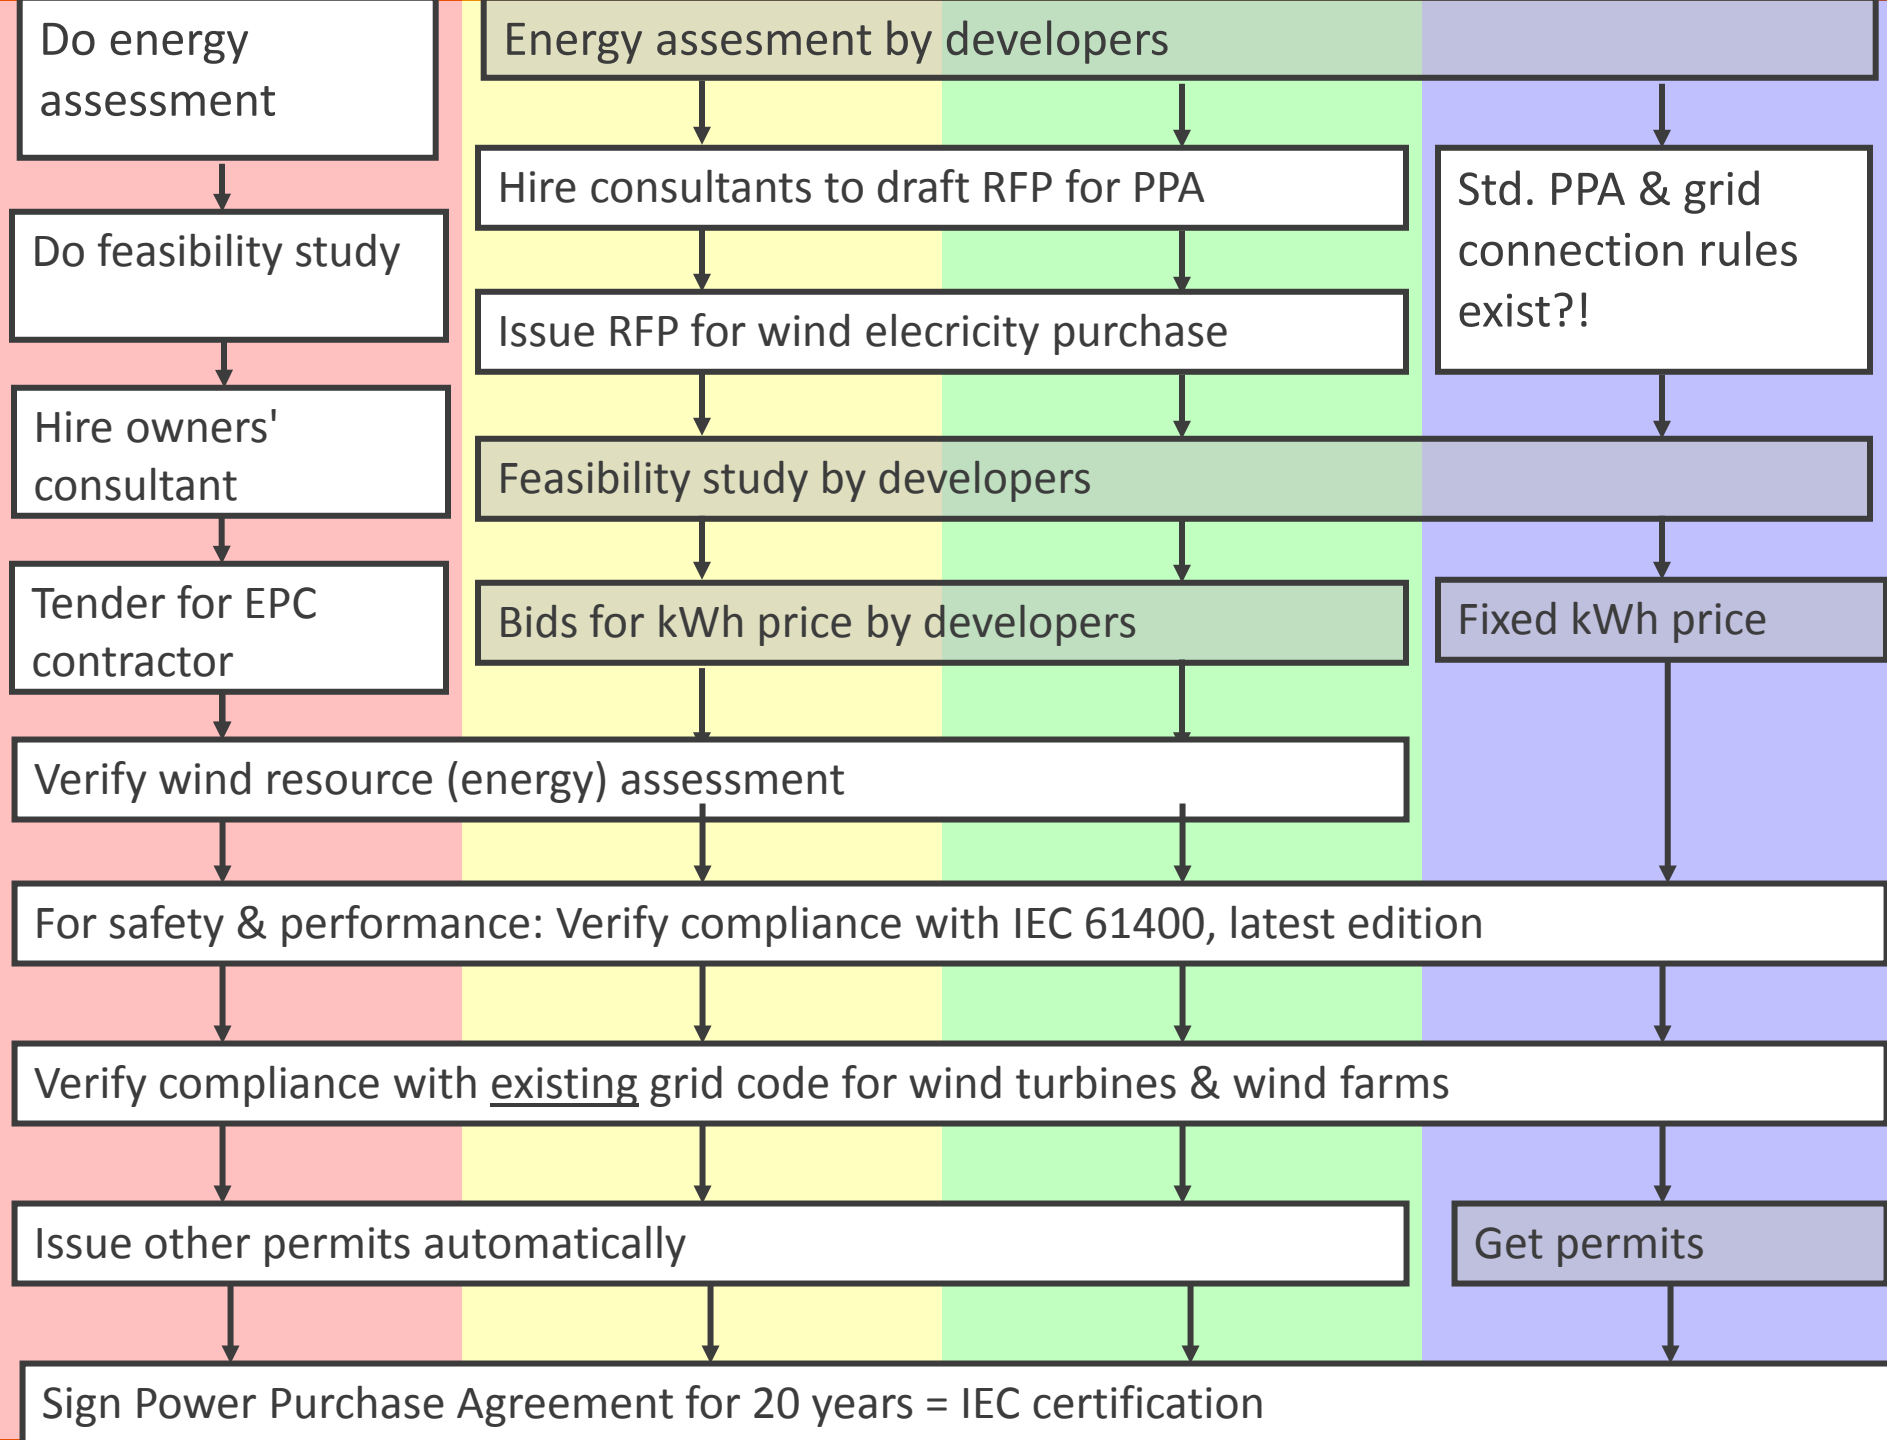 Do energy
assessment
Energy assesment by developers
Hire consultants to draft RFP for PPA
Std. PPA & grid
connection rules
exist?!
Do feasibility study
Issue RFP for wind elecricity purchase
Hire owners'
consultant
Feasibility study by developers
Tender for EPC
contractor
Bids for kWh price by developers
Fixed kWh price
Verify wind resource (energy) assessment
For safety & performance: Verify compliance with IEC 61400, latest edition
Verify compliance with existing grid code for wind turbines & wind farms
Issue other permits automatically
Get permits
Sign Power Purchase Agreement for 20 years = IEC certification